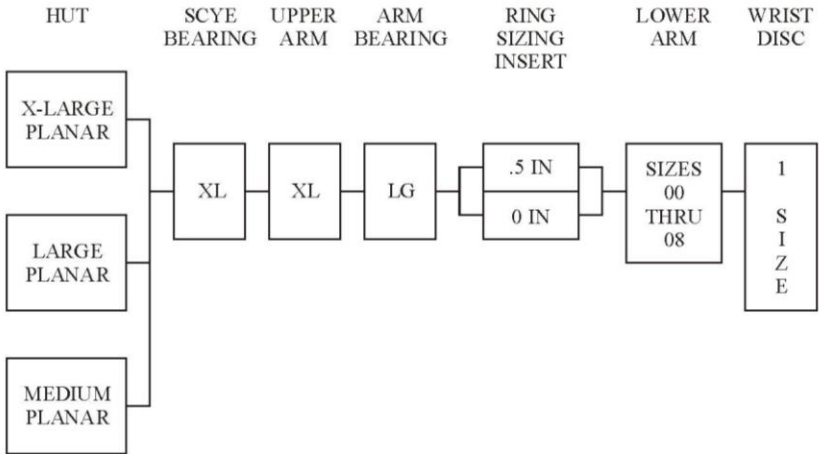 HUT
SCYE
BEARING
UPPER
ARM
ARM
BEARING
RING
SIZING
INSERT
LOWER
ARM
WRIST
DISC
X-LARGE
PLANAR
LARGE
PLANAR
MEDIUM
PLANAR
XL
XL
LG
.5 IN
0 IN
SIZES
00
THRU
08
1
S
I
Z
E